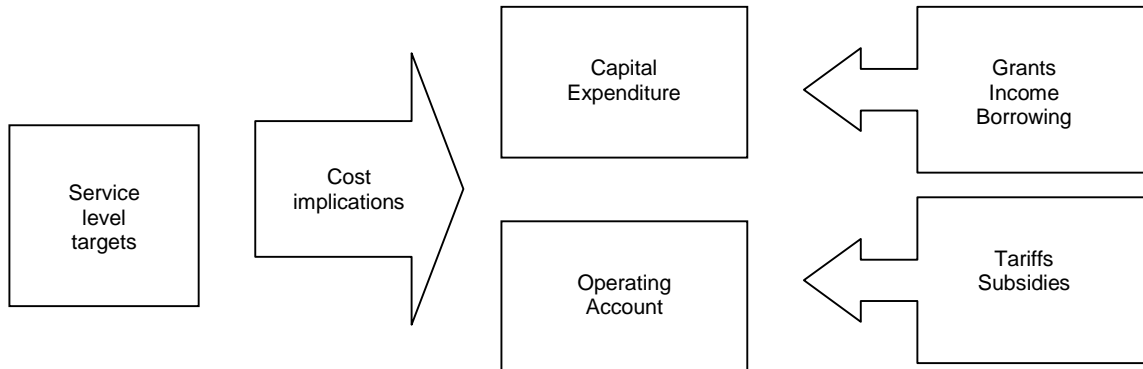 Service
level
targets
Cost
implications
Capital
Expenditure
Operating
Account
Grants
Income
Borrowing
Tariffs
Subsidies